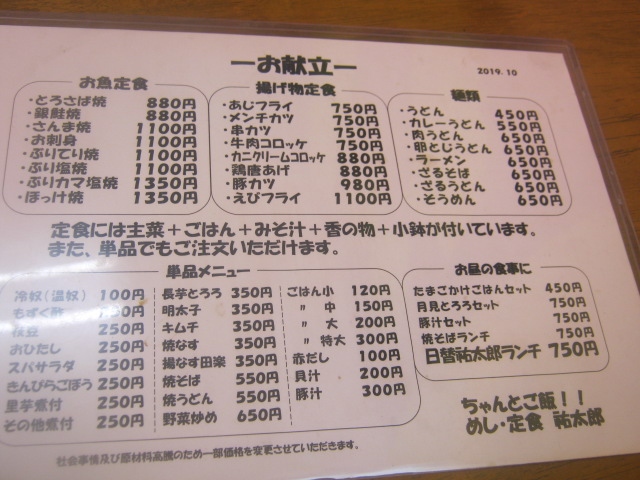 ーお献立ー
2019.10
お魚定食
・とろさば焼 880円
・銀鮭焼 880円
・さんま焼 1100円
・お刺身 1100円
・ぶりてり焼 1100円
・ぶり塩焼 1100円
・ぶりカマ塩焼 1350円
・ほっけ焼 1350円
揚げ物定食
・あじフライ 750円
・メンチカツ 750円
・串カツ 750円
・牛肉コロッケ 750円
・カニクリームコロッケ 880円
・鶏唐あげ 880円
・豚カツ 980円
・えびフライ 1100円
麺類
・うどん 450円
・カレーうどん 550円
・肉うどん 650円
・卵とじうどん 650円
・ラーメン 650円
・ざるそば 650円
・ざるうどん 650円
・そうめん 650円
定食には主菜＋ごはん＋みそ汁＋香の物＋小鉢が付いています。
また、単品でもご注文いただけます。
単品メニュー
冷奴(温奴) 100円
もずく酢
枝豆 250円
おひたし 250円
スパサラダ 250円
きんぴらごぼう 250円
里芋煮付 250円
その他煮付 250円
長芋とろろ 350円
明太子 350円
キムチ 350円
焼なす 350円
揚なす田楽 350円
焼そば 550円
焼うどん 550円
野菜炒め 650円
ごはん小 120円
〃 中 150円
〃 大 200円
〃 特大 300円
赤だし 100円
貝汁 200円
豚汁 300円
お昼の食事に
たまごかけごはんセット 450円
月見とろろセット 750円
豚汁セット 750円
焼そばランチ 750円
日替祐太郎ランチ 750円
ちゃんとご飯！！
めし・定食 祐太郎
社会事情及び原材料高騰のため一部価格を変更させていただきます。